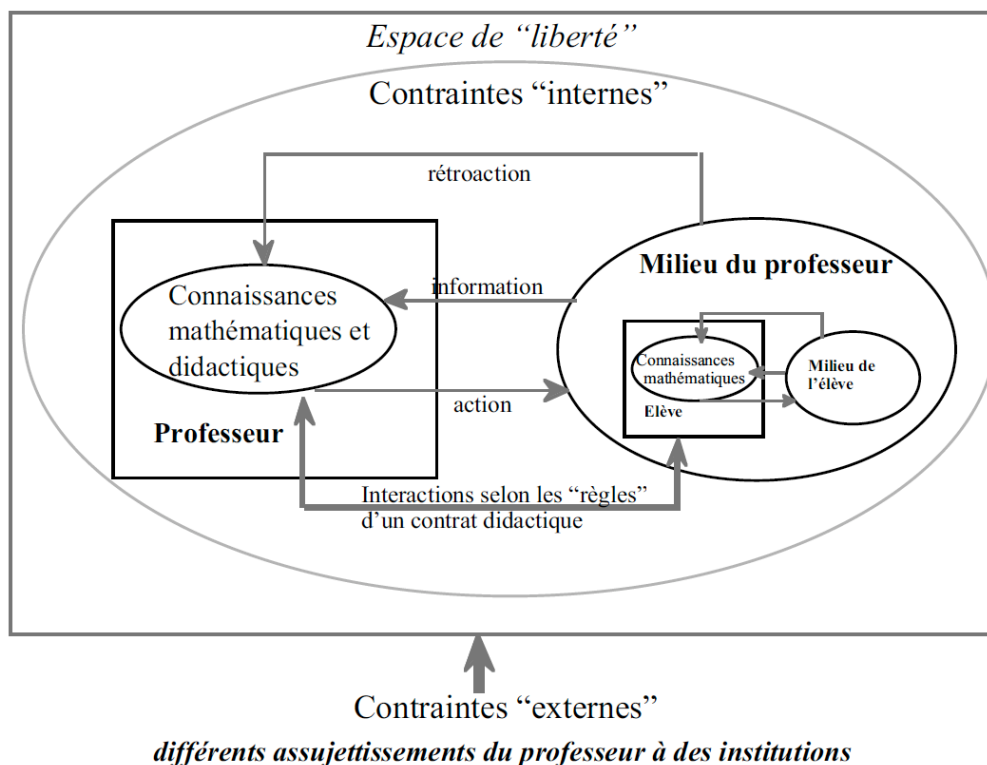 Espace de “liberté”
Contraintes “internes”
rétroaction
Milieu du professeur
information
Connaissances
mathématiques et
didactiques
Connaissances
mathématiques
Milieu de
l’élève
Elève
action
Professeur
Interactions selon les “règles”
d’un contrat didactique
Contraintes “externes”
différents assujettissements du professeur à des institutions